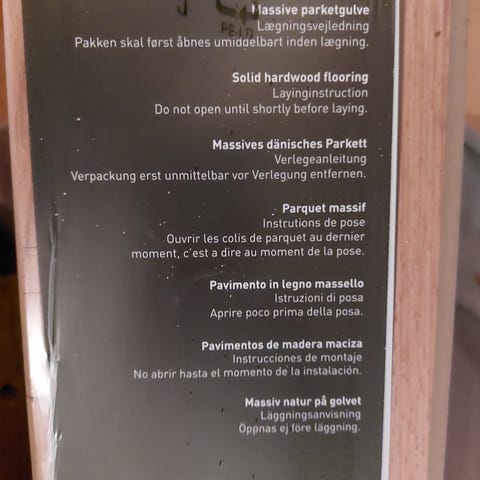 PE-LD
Massive parketgulve
Lægningsvejledning
Pakken skal først åbnes umiddelbart inden lægning.
Solid hardwood flooring
Layinginstruction
Do not open until shortly before laying.
Massives dänisches Parkett
Verlegeanleitung
Verpackung erst unmittelbar vor Verlegung entfernen.
Parquet massif
Instrutions de pose
Ouvrir les colis de parquet au dernier
moment, c'est a dire au moment de la pose.
Pavimento in legno massello
Istruzioni di posa
Aprire poco prima della posa.
Pavimentos de madera maciza
Instrucciones de montaje
No abrir hasta el momento de la instalación.
Massiv natur på golvet
Läggningsanvisning
Öppnas ej före läggning.